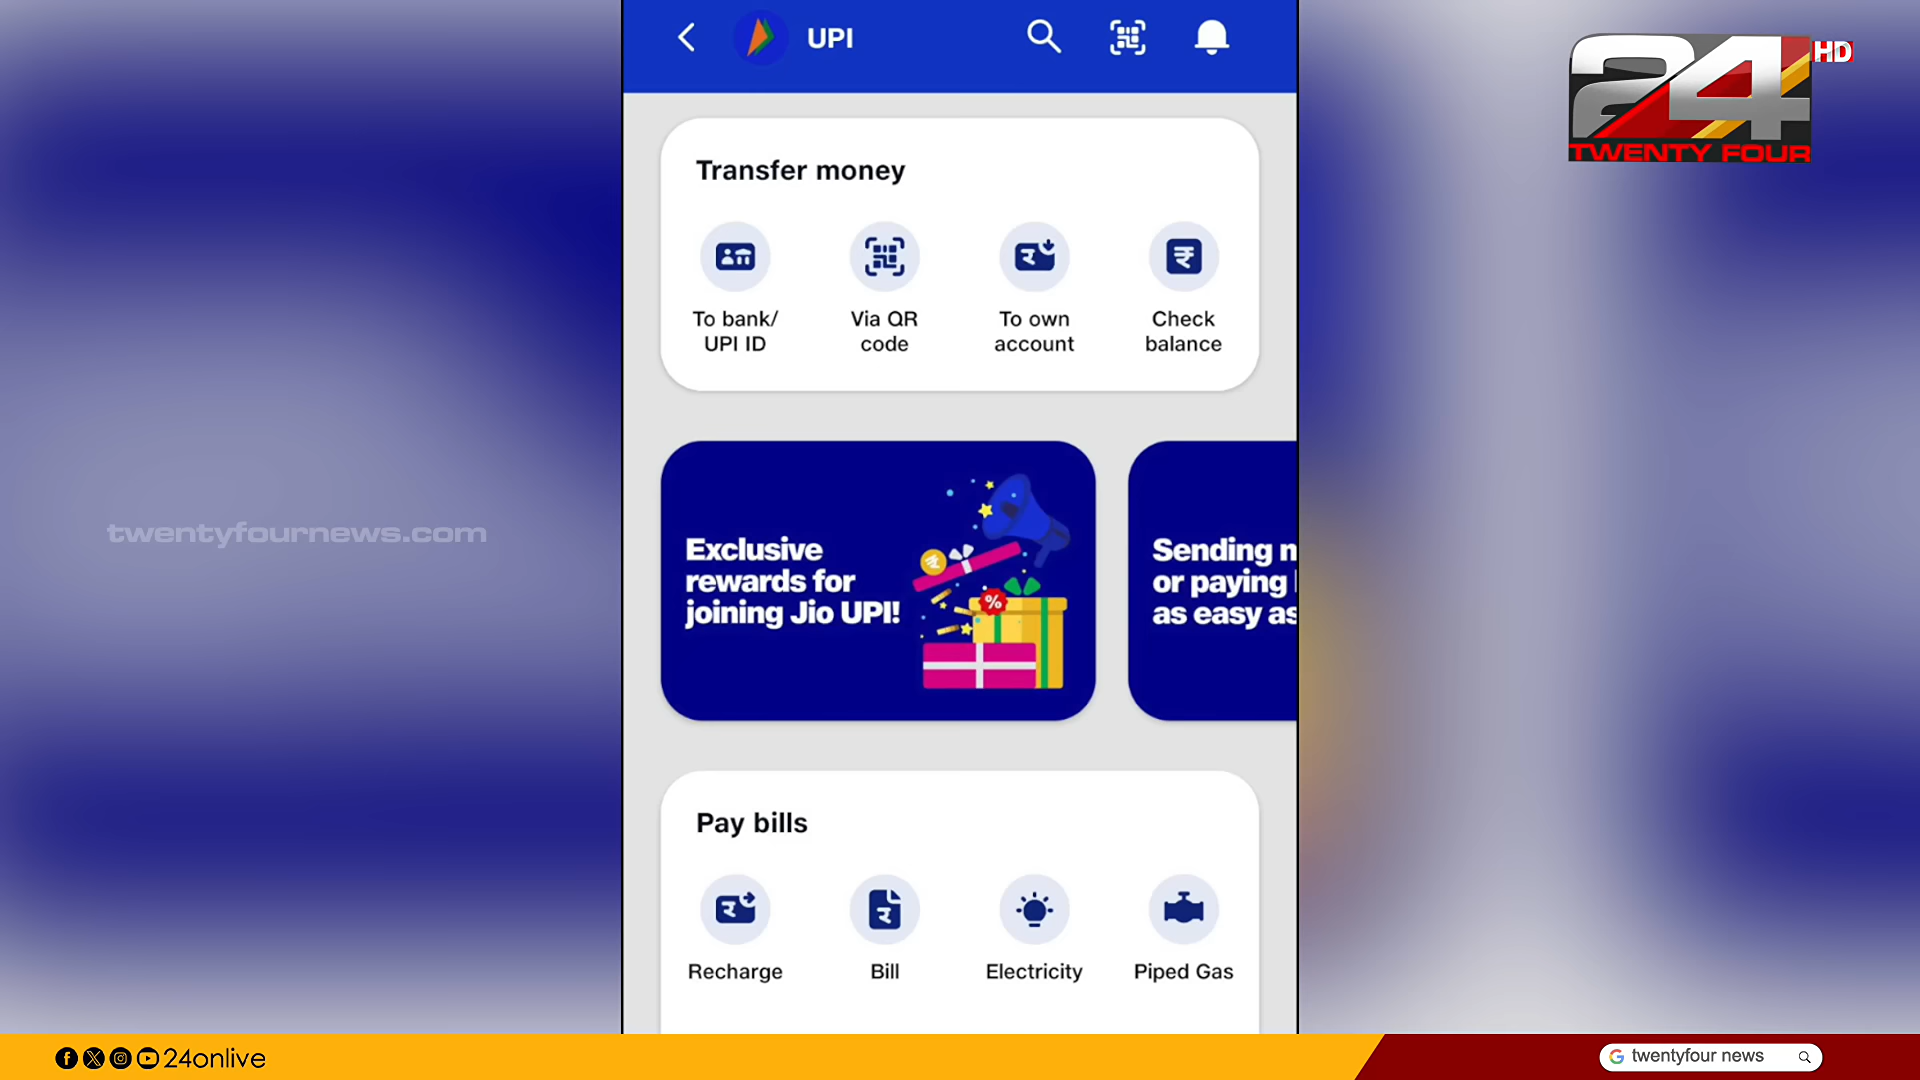 UPI
24
HD
TWENTY FOUR
Transfer money
To bank/
UPI ID
Via QR
code
To own
account
Check
balance
twentyfournews.com
Exclusive
rewards for
joining Jio UPI!
Sending
or paying
as easy as
Pay bills
Recharge
Bill
Electricity
Piped Gas
24onlive
twentyfour news